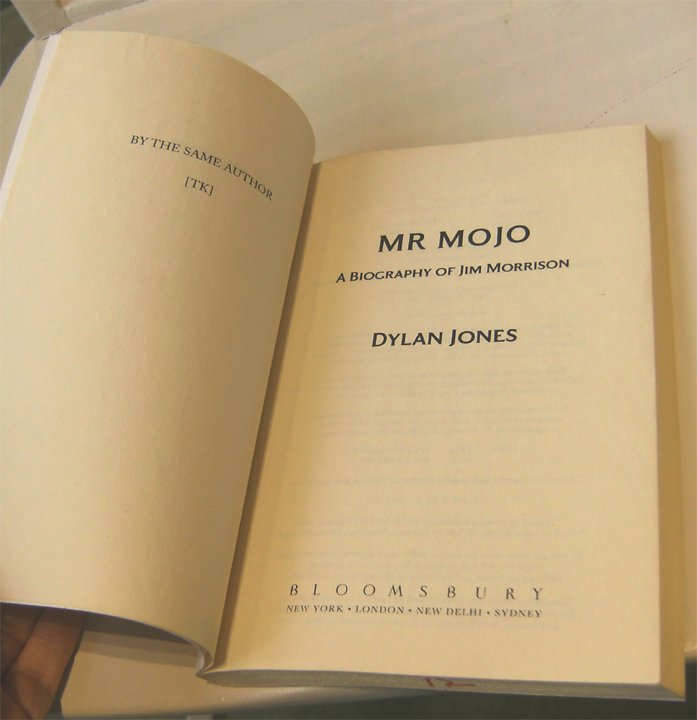 BY THE SAME AUTHOR
[TK]
MR MOJO
A BIOGRAPHY OF JIM MORRISON
DYLAN JONES
BLOOMSBURY
NEW YORK • LONDON • NEW DELHI • SYDNEY